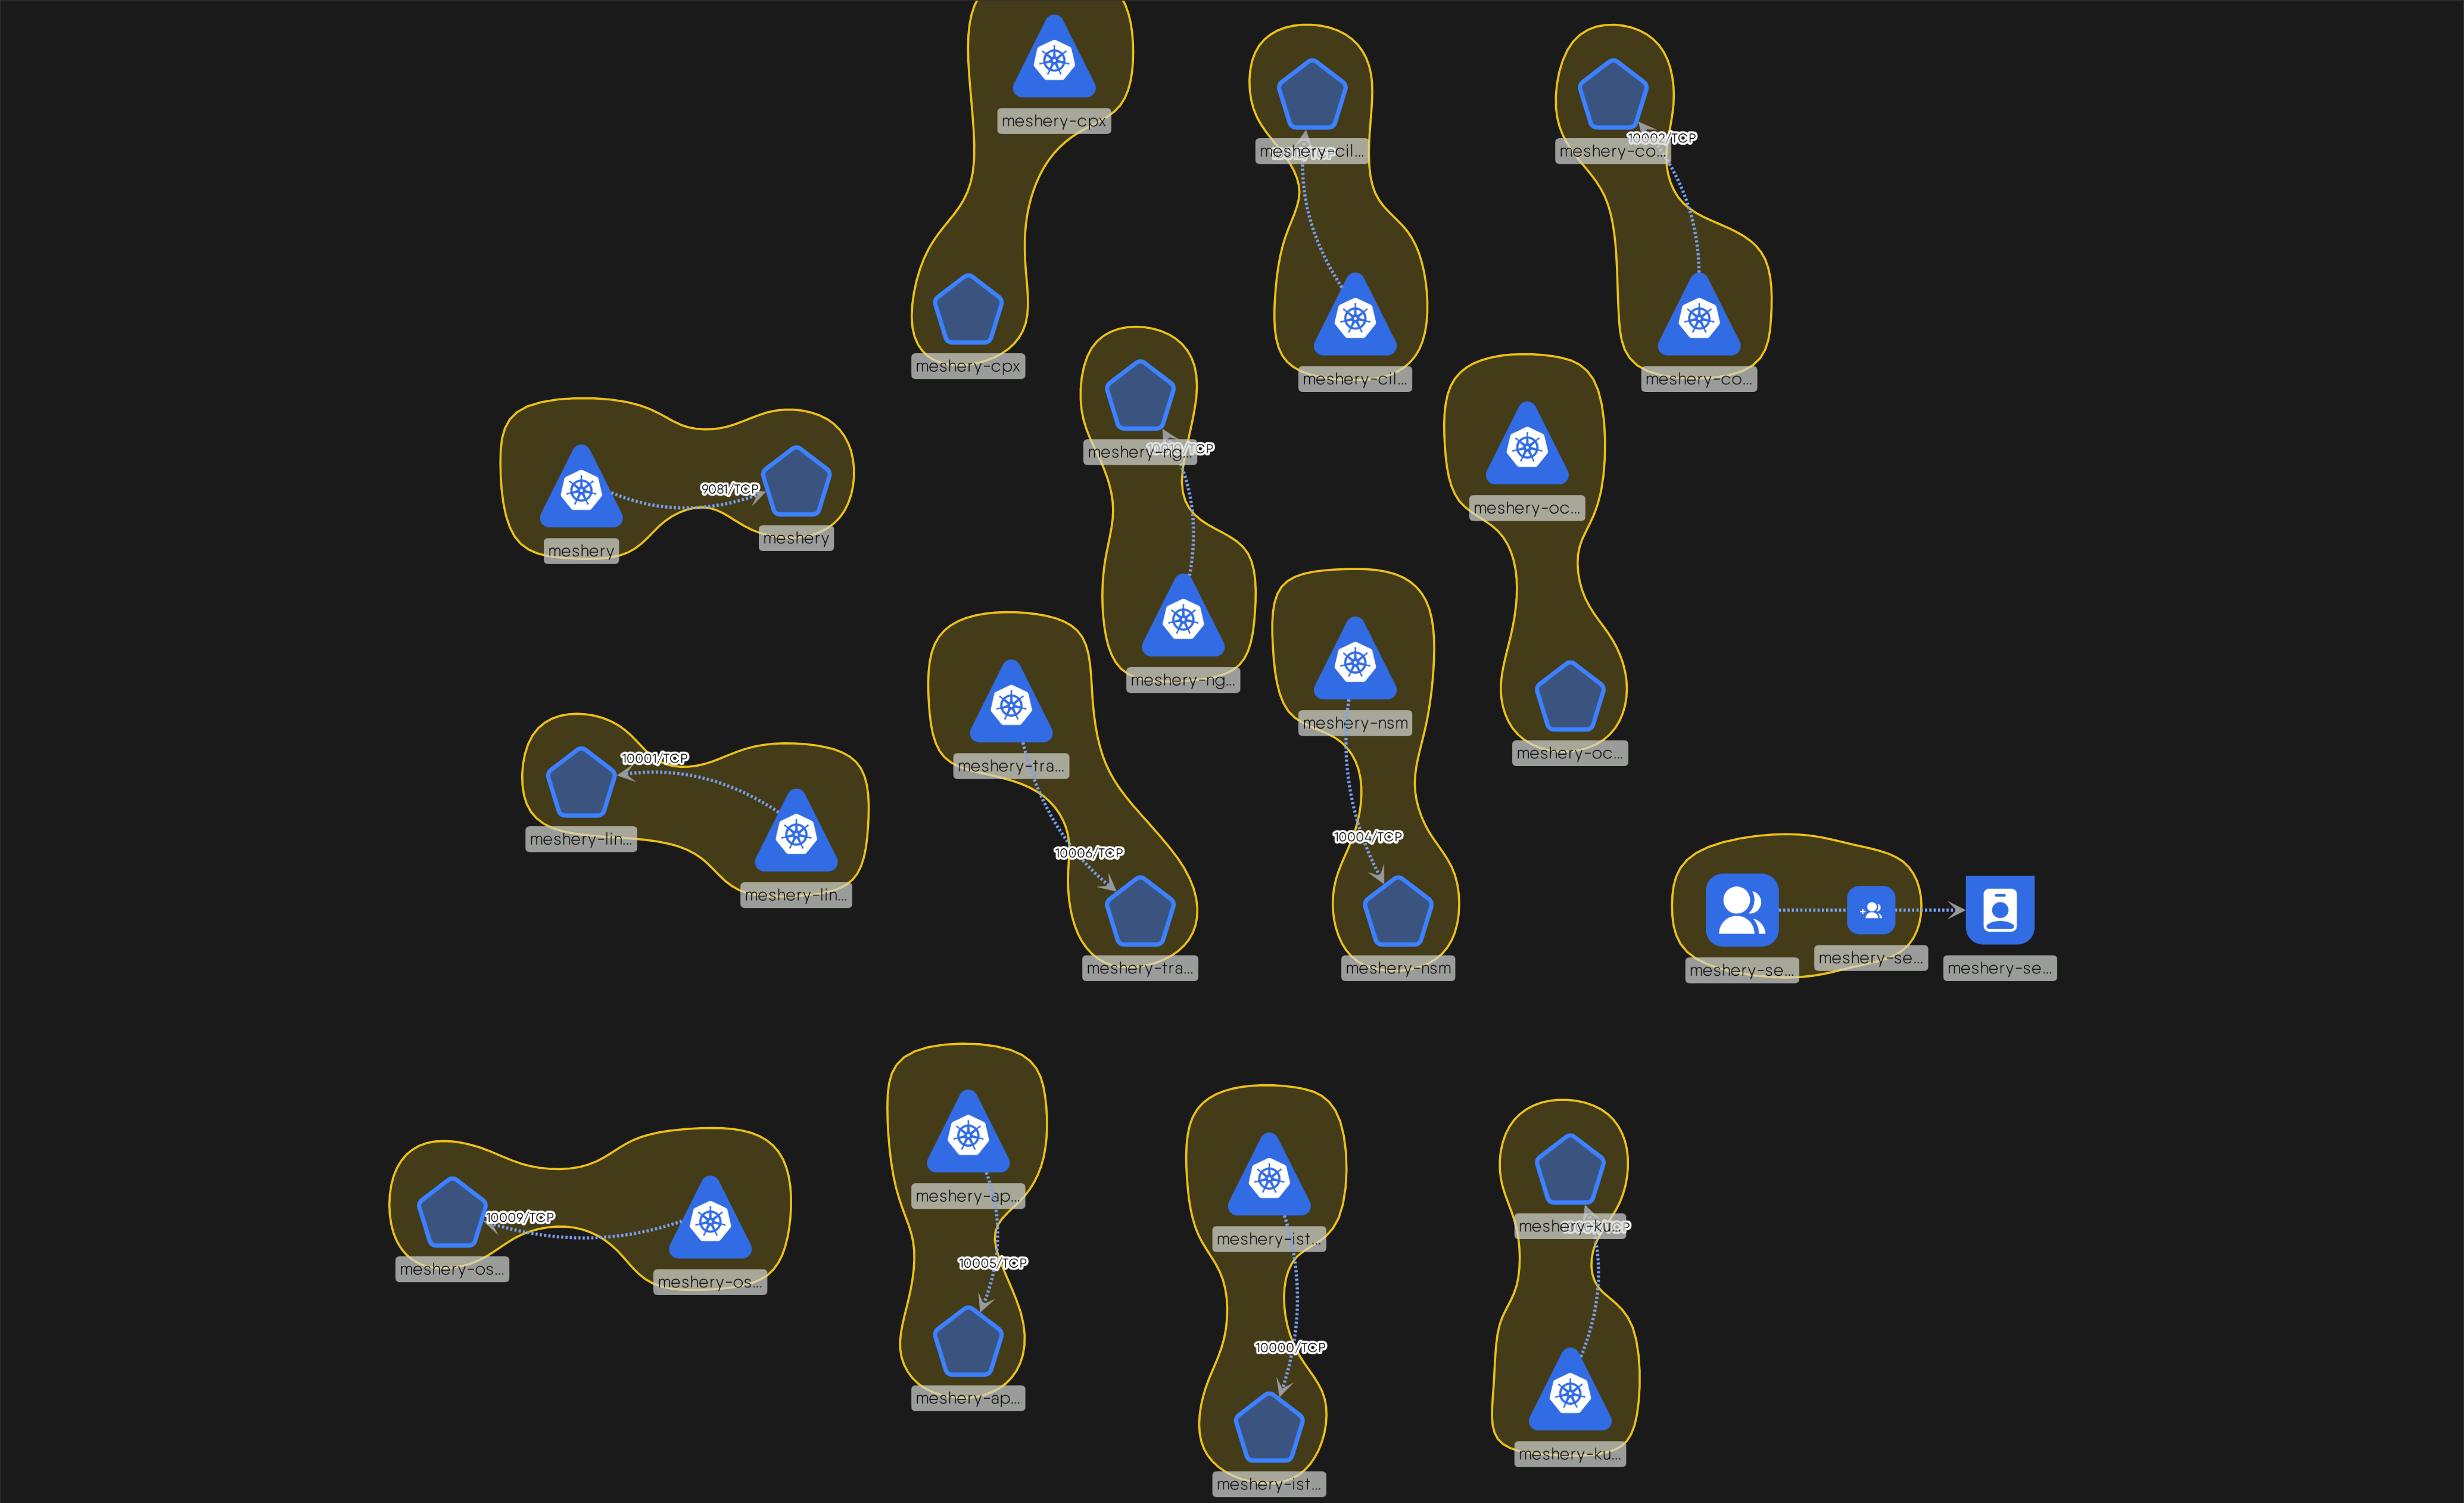 meshery-cpx
meshery-cil...
meshery-co...
10002/TCP
meshery-cpx
meshery-cil...
meshery-co...
meshery-ng...
9081/TCP
meshery
meshery
meshery-oc...
meshery-ng...
meshery-nsm
meshery-oc...
10001/TCP
meshery-tra...
meshery-lin...
meshery-lin...
10006/TCP
10004/TCP
meshery-tra...
meshery-nsm
meshery-se...
meshery-se...
meshery-se...
meshery-ap...
10009/TCP
meshery-ist...
meshery-ku...
meshery-os...
meshery-os...
10005/TCP
10000/TCP
meshery-ap...
meshery-ist...
meshery-ku...